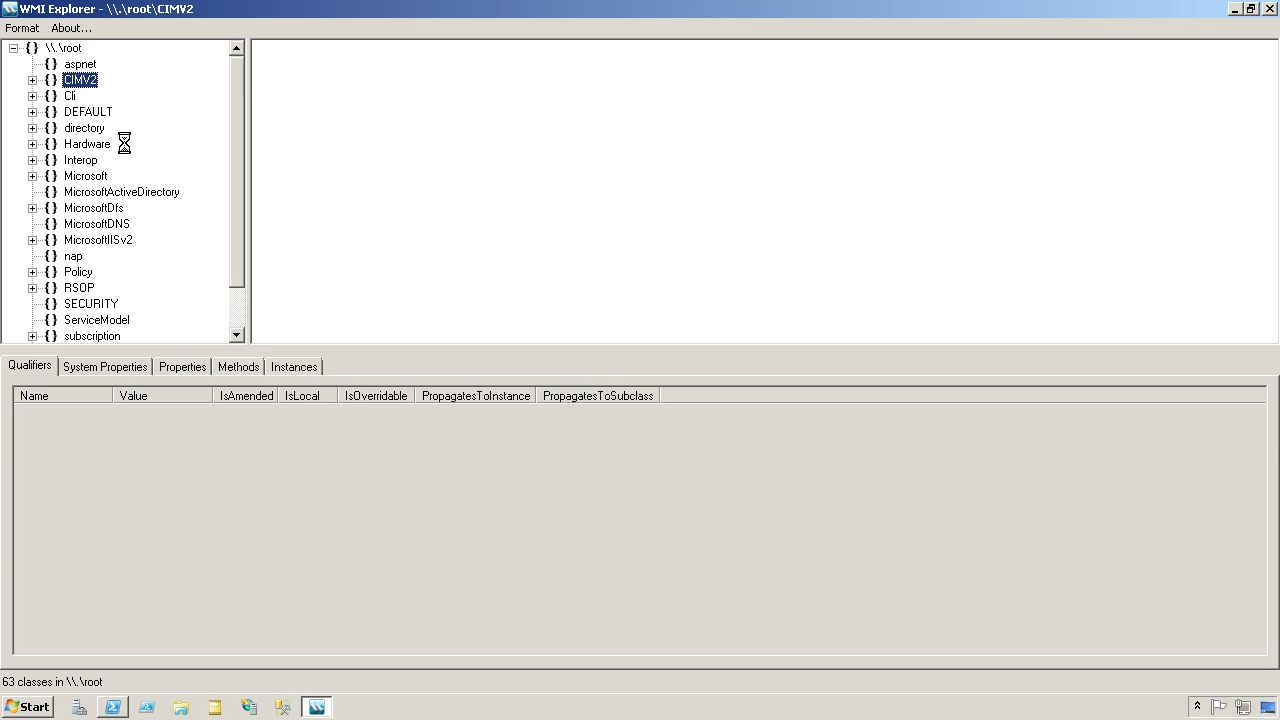 WMI Explorer - \\.\root\CIMV2
Format About...
\\.\root
aspnet
CIMV2
Cli
DEFAULT
directory
Hardware
Interop
Microsoft
MicrosoftActiveDirectory
MicrosoftDfs
MicrosoftDNS
MicrosoftIISv2
nap
Policy
RSOP
SECURITY
ServiceModel
subscription
Qualifiers System Properties Properties Methods Instances
Name Value IsAmended IsLocal IsOverridable PropagatesToInstance PropagatesToSubclass
63 classes in \\.\root
Start